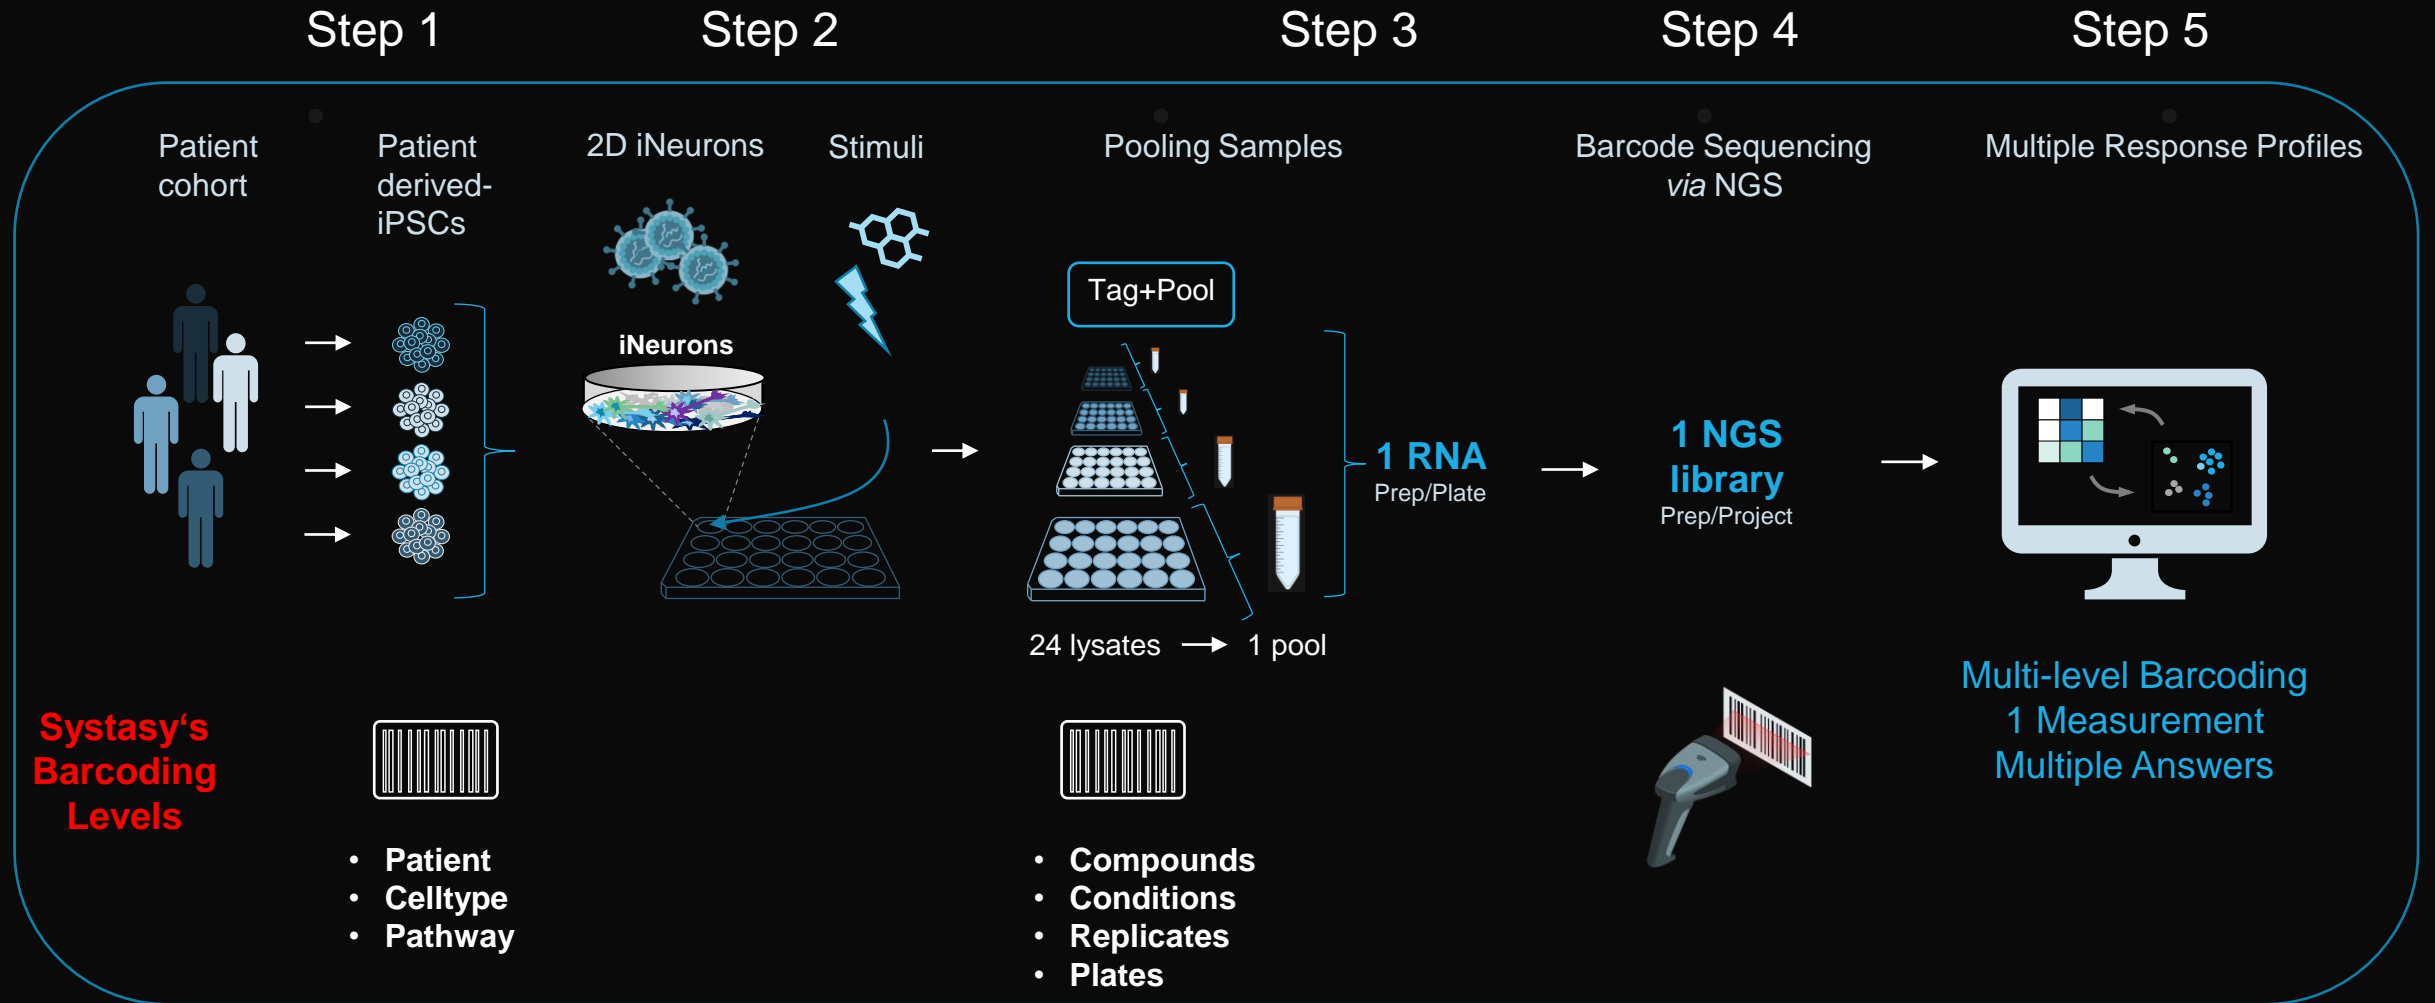 Step 1
Step 2
Step 3
Step 4
Step 5
Patient
cohort
Patient
derived-
iPSCs
2D iNeurons
Stimuli
Pooling Samples
Barcode Sequencing
via NGS
Multiple Response Profiles
iNeurons
Tag+Pool
1 RNA
Prep/Plate
1 NGS
library
Prep/Project
24 lysates
1 pool
Multi-level Barcoding
1 Measurement
Multiple Answers
Systasy‘s
Barcoding
Levels
• Patient
• Celltype
• Pathway
• Compounds
• Conditions
• Replicates
• Plates